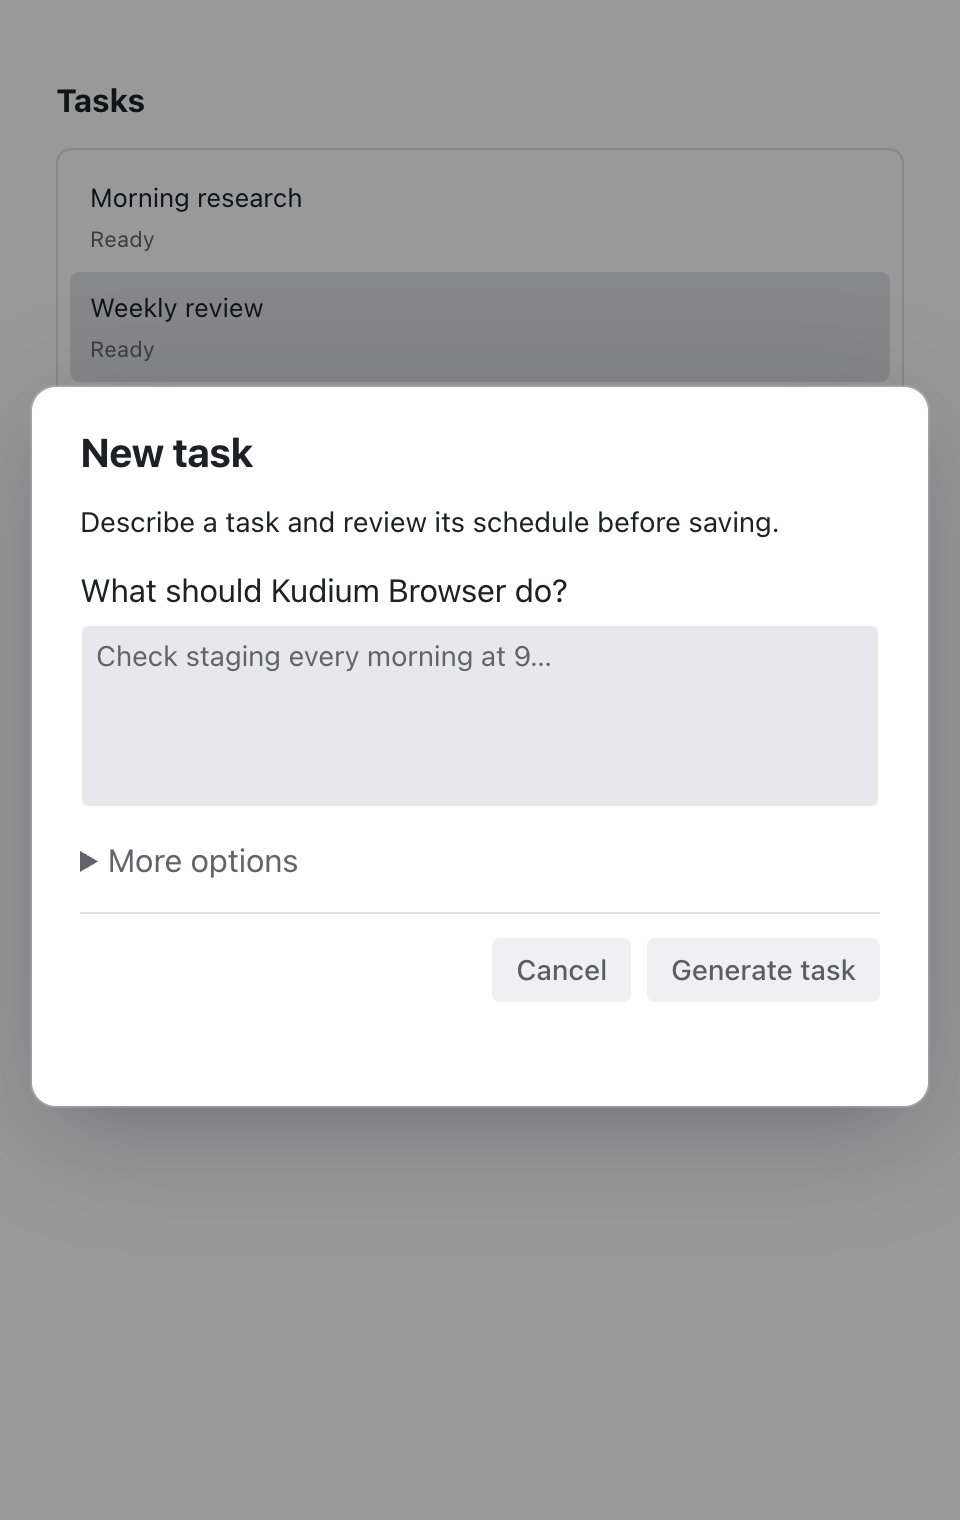 Tasks
Morning research
Ready
Weekly review
Ready
New task
Describe a task and review its schedule before saving.
What should Kudium Browser do?
Check staging every morning at 9...
More options
Cancel
Generate task